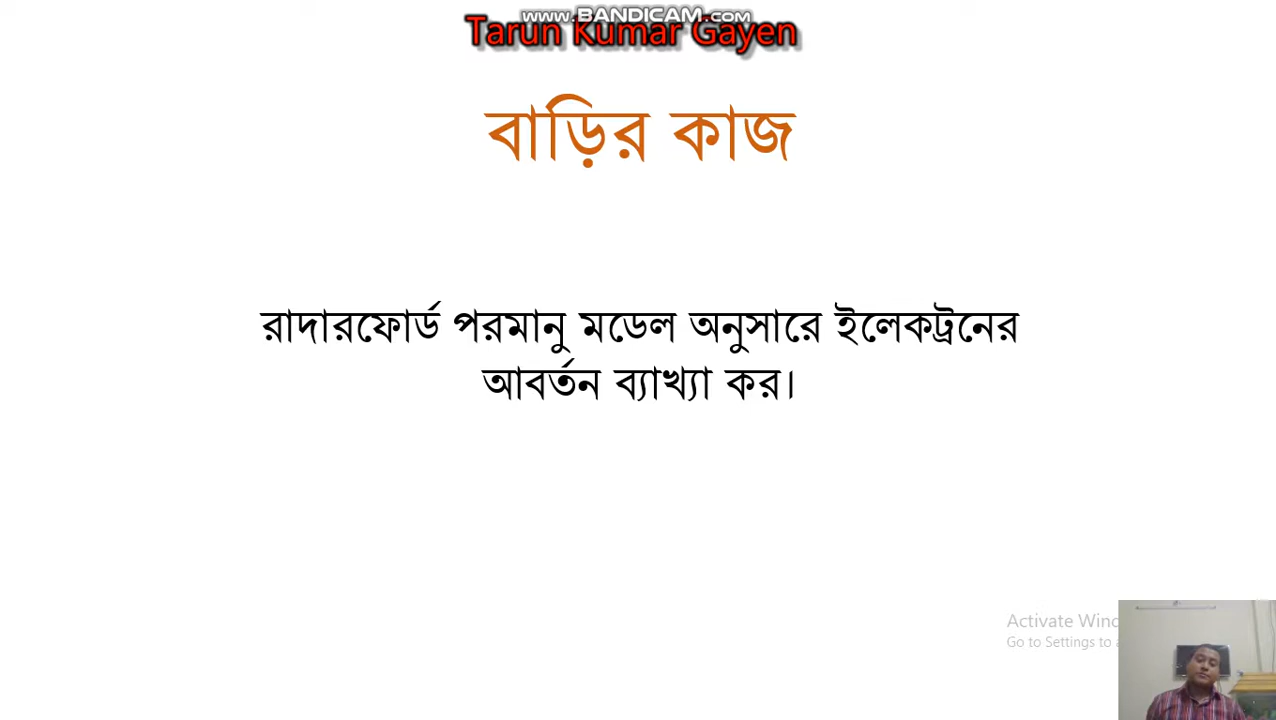 www.BANDICAM.com
Tarun Kumar Gayen
বাড়ির কাজ
রাদারফোর্ড পরমানু মডেল অনুসারে ইলেকট্রনের
আবর্তন ব্যাখ্যা কর।
Activate Wind
Go to Settings to a